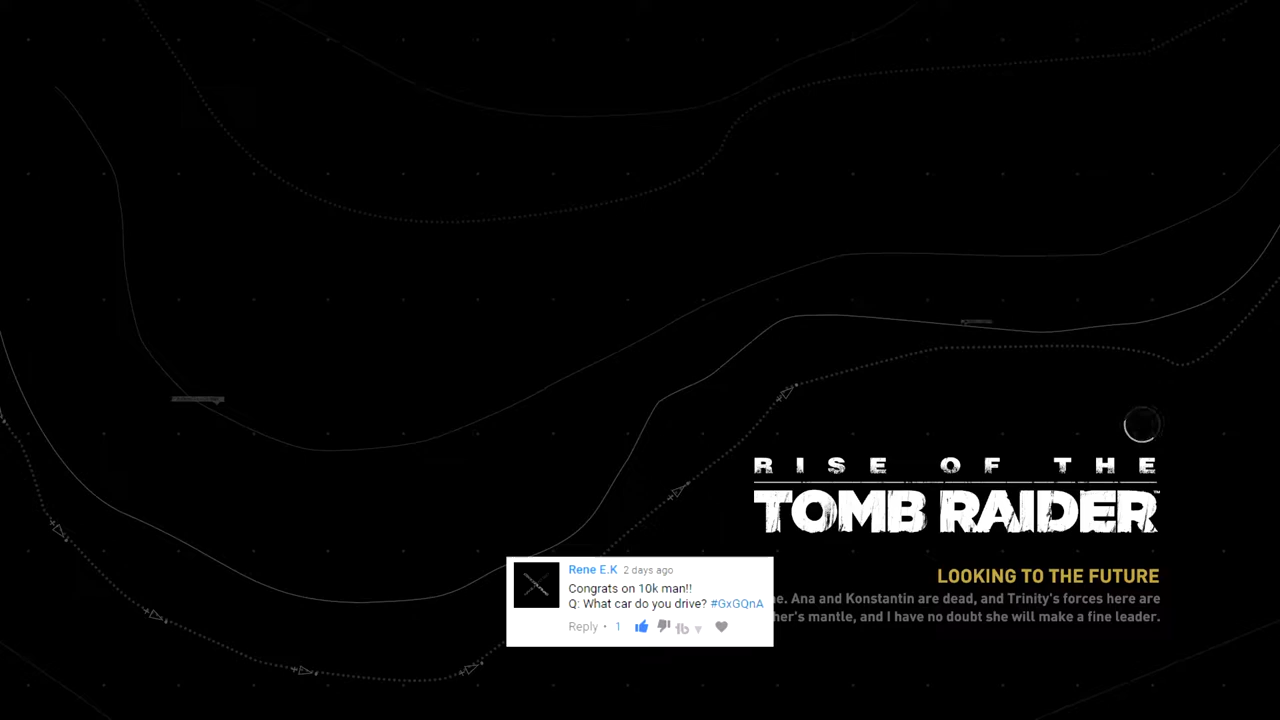 RISE OF THE
TOMB RAIDER
LOOKING TO THE FUTURE
Ana and Konstantin are dead, and Trinity's forces here are
mantle, and I have no doubt she will make a fine leader.
Rene E.K 2 days ago
Congrats on 10k man!!
Q: What car do you drive? #GxGQnA
Reply • 1